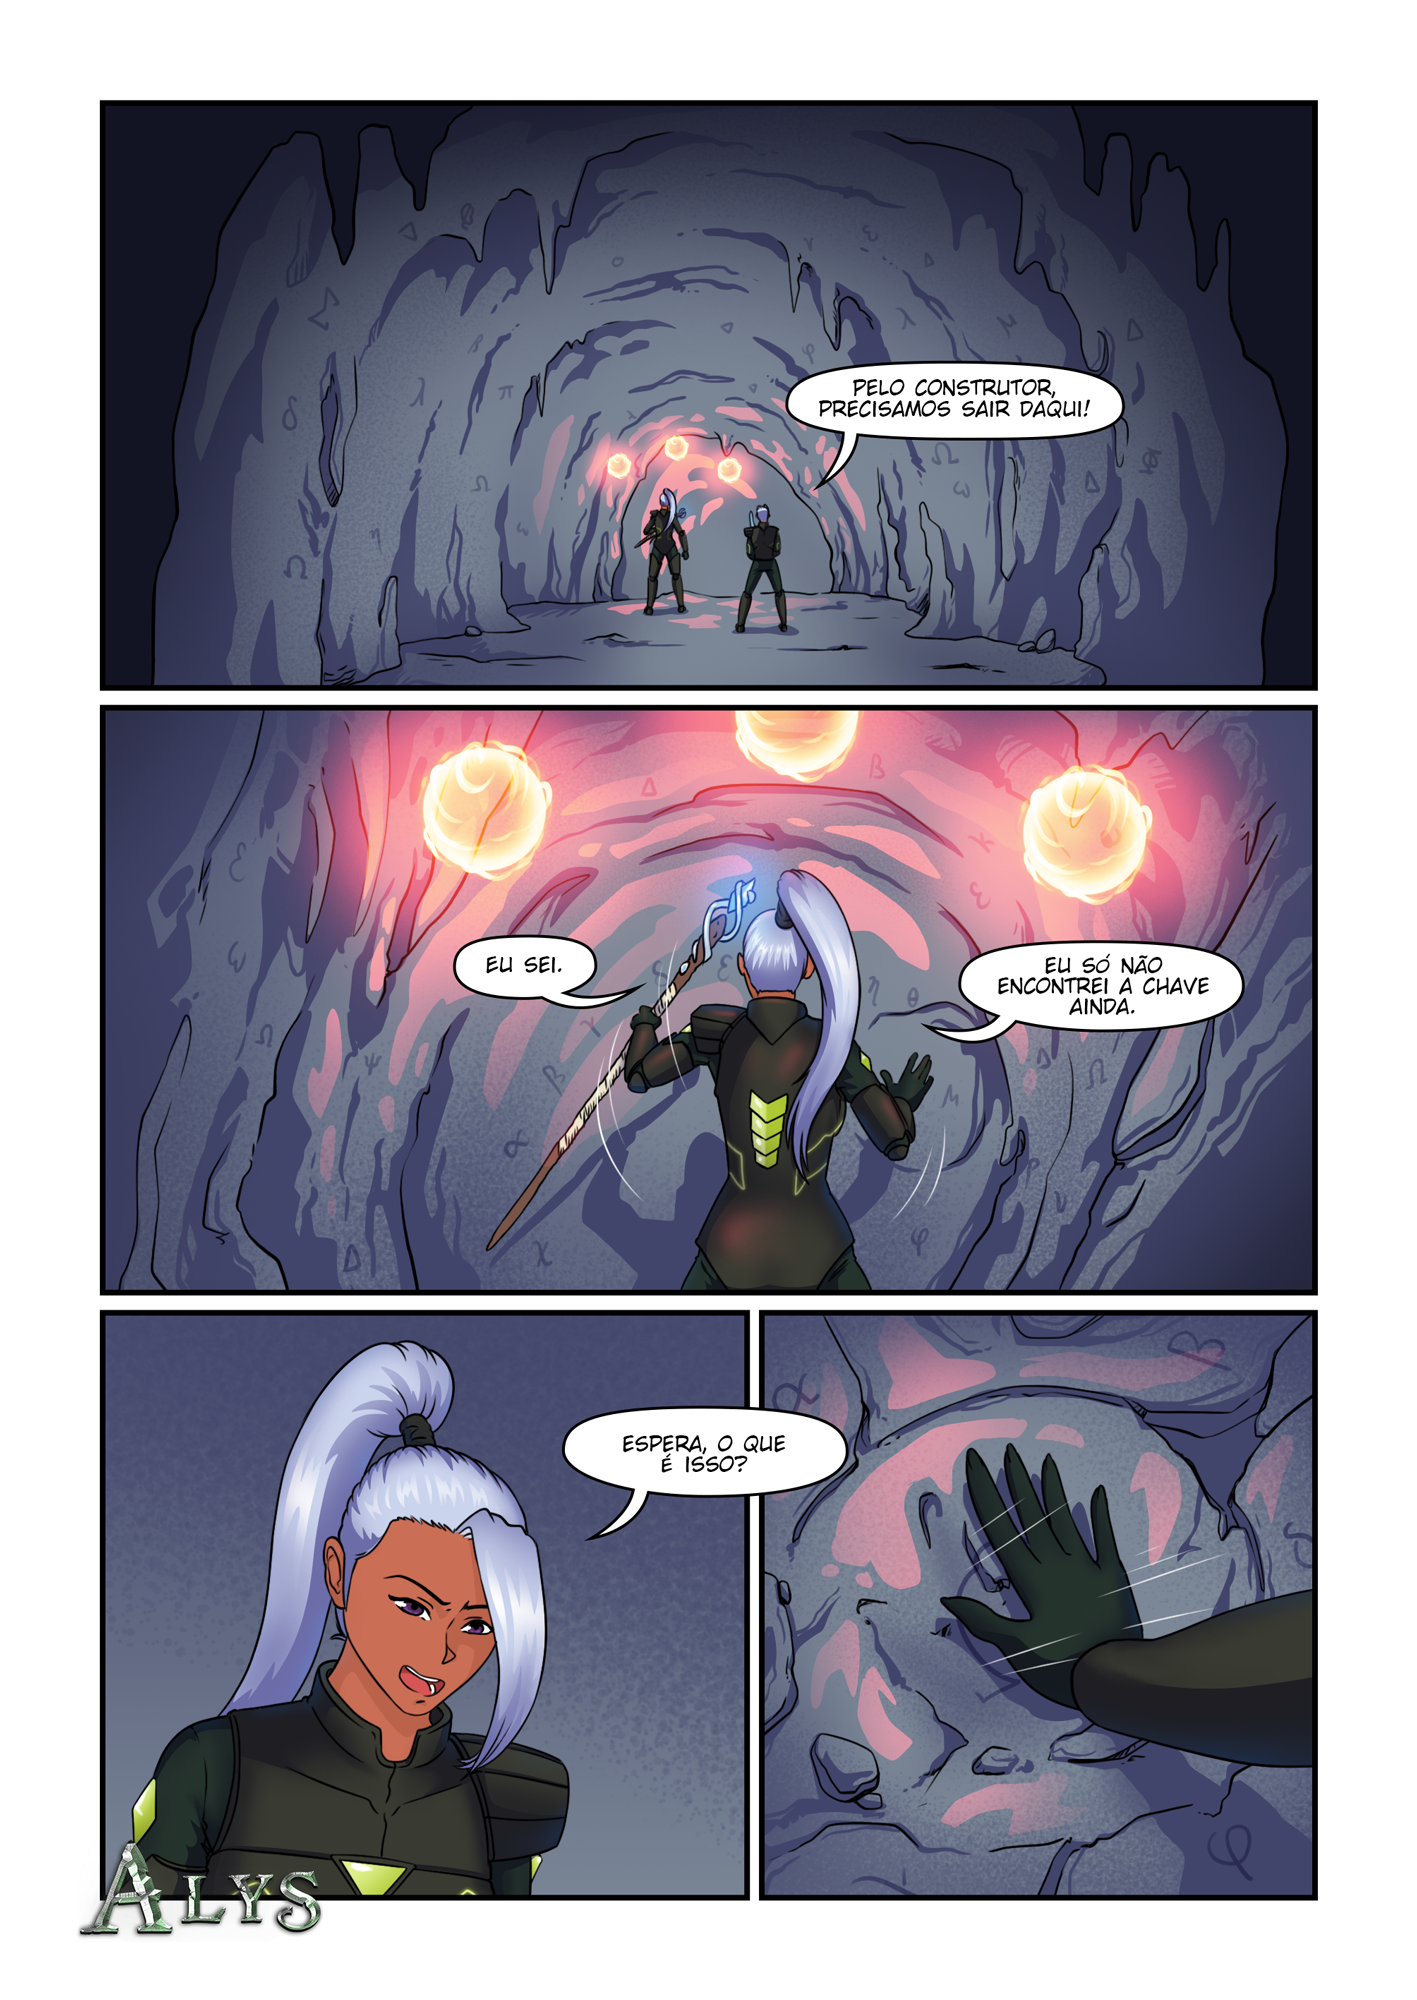 PELO CONSTRUTOR,
PRECISAMOS SAIR DAQUI!
EU SEI.
EU SÓ NÃO
ENCONTREI A CHAVE
AINDA.
ESPERA, O QUE
É ISSO?
ALYS